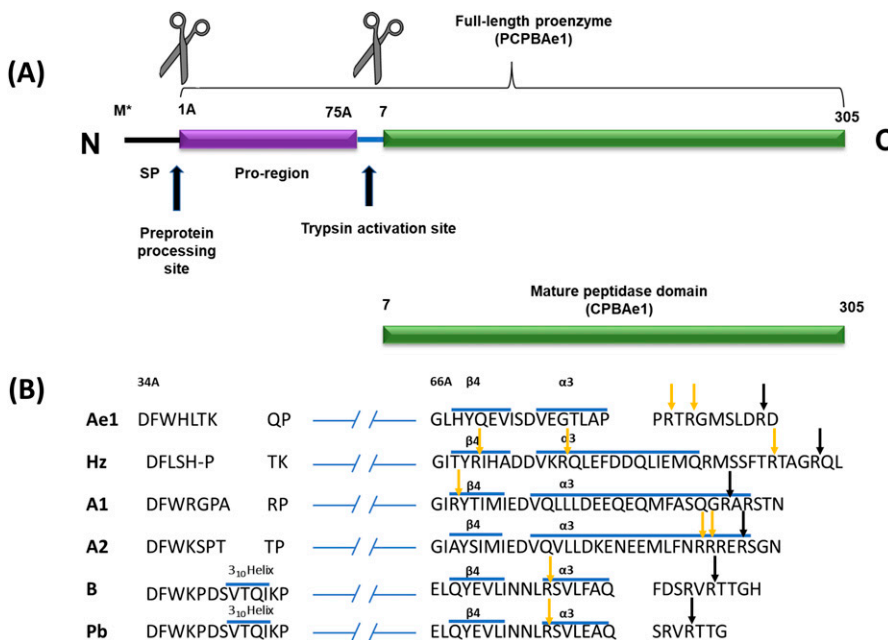 Full-length proenzyme
(PCPBAe1)
(A)
M* 1A 75A 7 305
N C
SP Pro-region
Preprotein
processing
site
Trypsin activation site
Mature peptidase domain
(CPBAe1)
7 305
(B)
34A 66A β4 α3
Ae1 DFWHLTK QP GLHYQEVISDVEGTLAP PRTRGMSLDRD
β4 α3
Hz DFLSH-P TK GITYRIHADDVKRQLEFDDQLIEMQRMSSFTRTAGRQL
β4 α3
A1 DFWRGPA RP GIRYTIMIEDVQLLLDEEQEQMFASQGRARSTN
β4 α3
A2 DFWKSPT TP GIAYSIMIEDVQVLLDKENEEMLFNRRRERSGN
3₁₀Helix β4 α3
B DFWKPDSVTQIKP ELQYEVLINNLRSVLFAQ FDSRVRTTGH
3₁₀Helix β4 α3
Pb DFWKPDSVTQIKP ELQYEVLINNLRSVLEAQ SRVRTTG